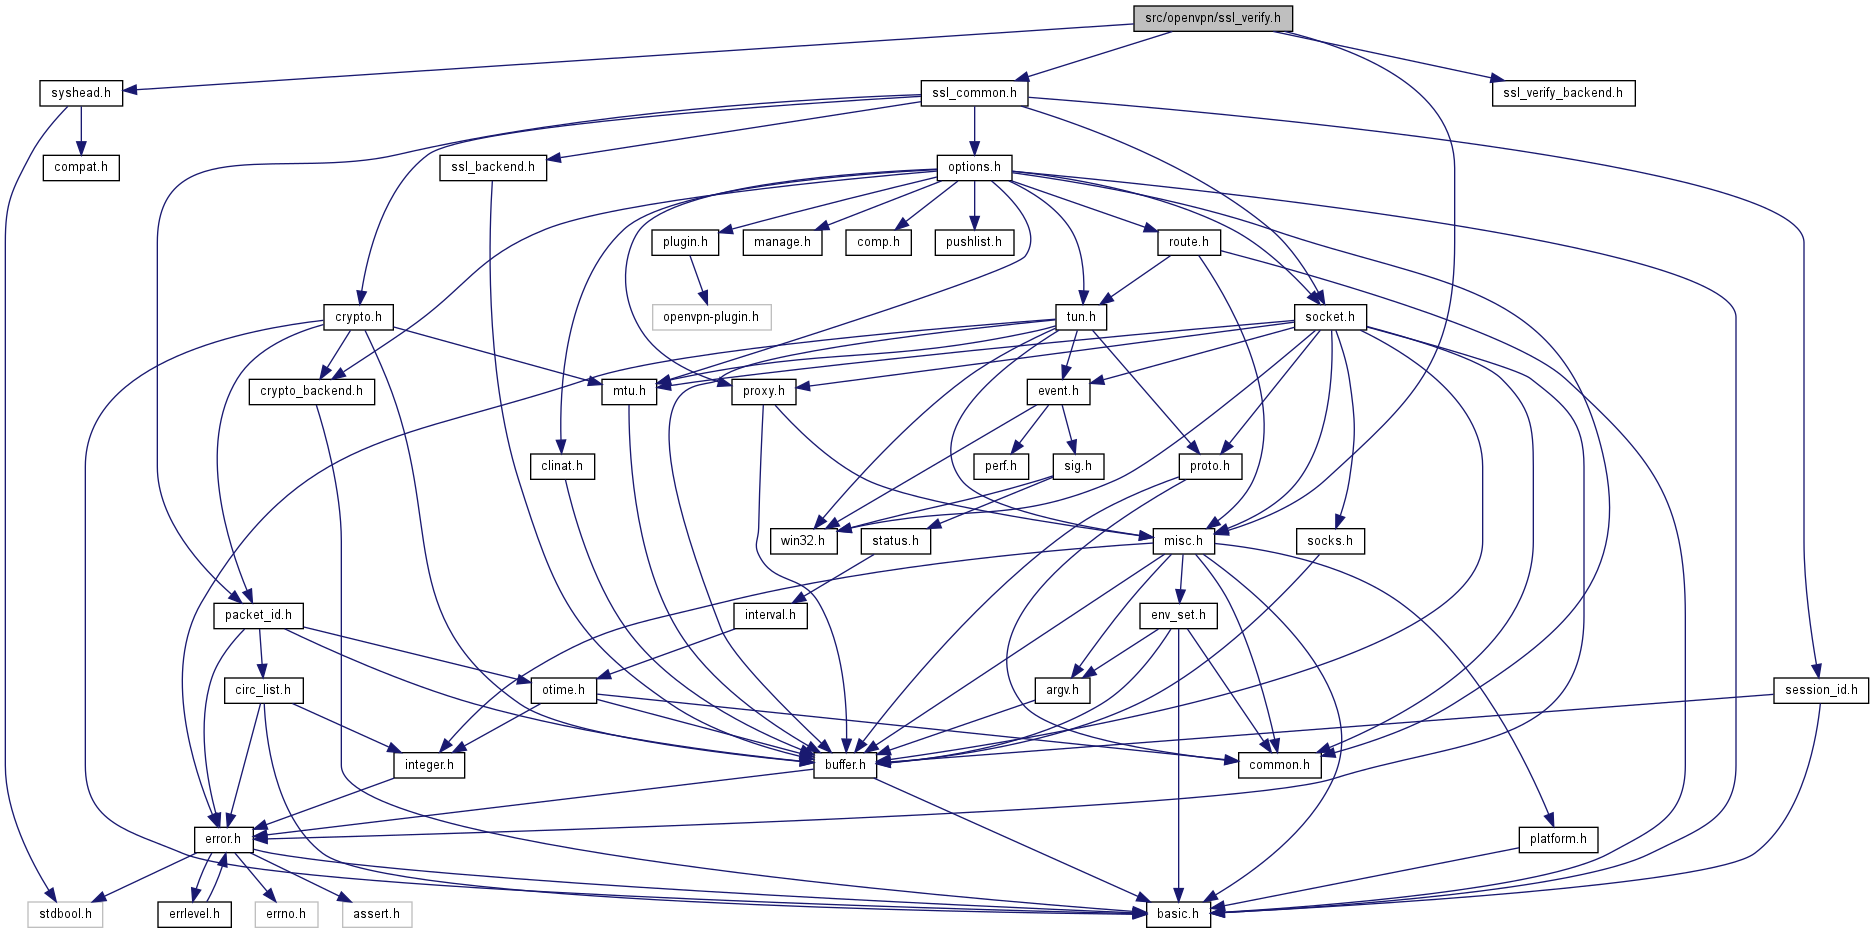 src/openvpn/ssl_verify.h
syshead.h
ssl_common.h
ssl_verify_backend.h
compat.h
ssl_backend.h
options.h
plugin.h
manage.h
comp.h
pushlist.h
route.h
openvpn-plugin.h
crypto.h
tun.h
socket.h
crypto_backend.h
mtu.h
proxy.h
event.h
clinat.h
perf.h
sig.h
proto.h
win32.h
status.h
misc.h
socks.h
packet_id.h
interval.h
env_set.h
circ_list.h
otime.h
argv.h
session_id.h
integer.h
buffer.h
common.h
error.h
platform.h
stdbool.h
errlevel.h
errno.h
assert.h
basic.h